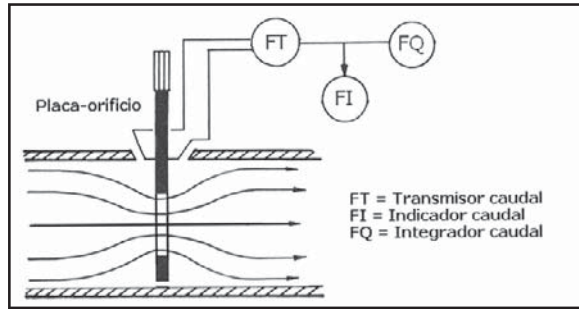 FT
FQ
Placa-orificio
FI
FT = Transmisor caudal
FI = Indicador caudal
FQ = Integrador caudal